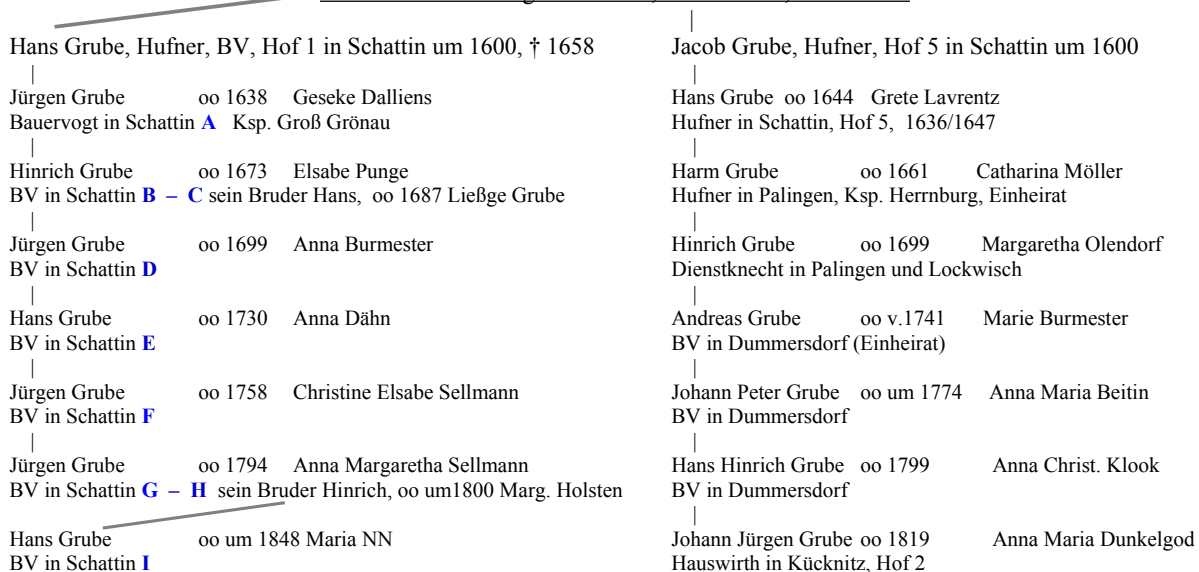 Hans Grube, Hufner, BV, Hof 1 in Schattin um 1600, † 1658
|
Jürgen Grube oo 1638 Geseke Dalliens
Bauervogt in Schattin A Ksp. Groß Grönau
|
Hinrich Grube oo 1673 Elsabe Punge
BV in Schattin B – C sein Bruder Hans, oo 1687 Ließge Grube
|
Jürgen Grube oo 1699 Anna Burmester
BV in Schattin D
|
Hans Grube oo 1730 Anna Dähn
BV in Schattin E
|
Jürgen Grube oo 1758 Christine Elsabe Sellmann
BV in Schattin F
|
Jürgen Grube oo 1794 Anna Margaretha Sellmann
BV in Schattin G – H sein Bruder Hinrich, oo um1800 Marg. Holsten
Hans Grube oo um 1848 Maria NN
BV in Schattin I
|
Jacob Grube, Hufner, Hof 5 in Schattin um 1600
|
Hans Grube oo 1644 Grete Lavrentz
Hufner in Schattin, Hof 5, 1636/1647
|
Harm Grube oo 1661 Catharina Möller
Hufner in Palingen, Ksp. Herrnburg, Einheirat
|
Hinrich Grube oo 1699 Margaretha Olendorf
Dienstknecht in Palingen und Lockwisch
|
Andreas Grube oo v.1741 Marie Burmester
BV in Dummersdorf (Einheirat)
|
Johann Peter Grube oo um 1774 Anna Maria Beitin
BV in Dummersdorf
|
Hans Hinrich Grube oo 1799 Anna Christ. Klook
BV in Dummersdorf
|
Johann Jürgen Grube oo 1819 Anna Maria Dunkelgod
Hauswirth in Kücknitz, Hof 2